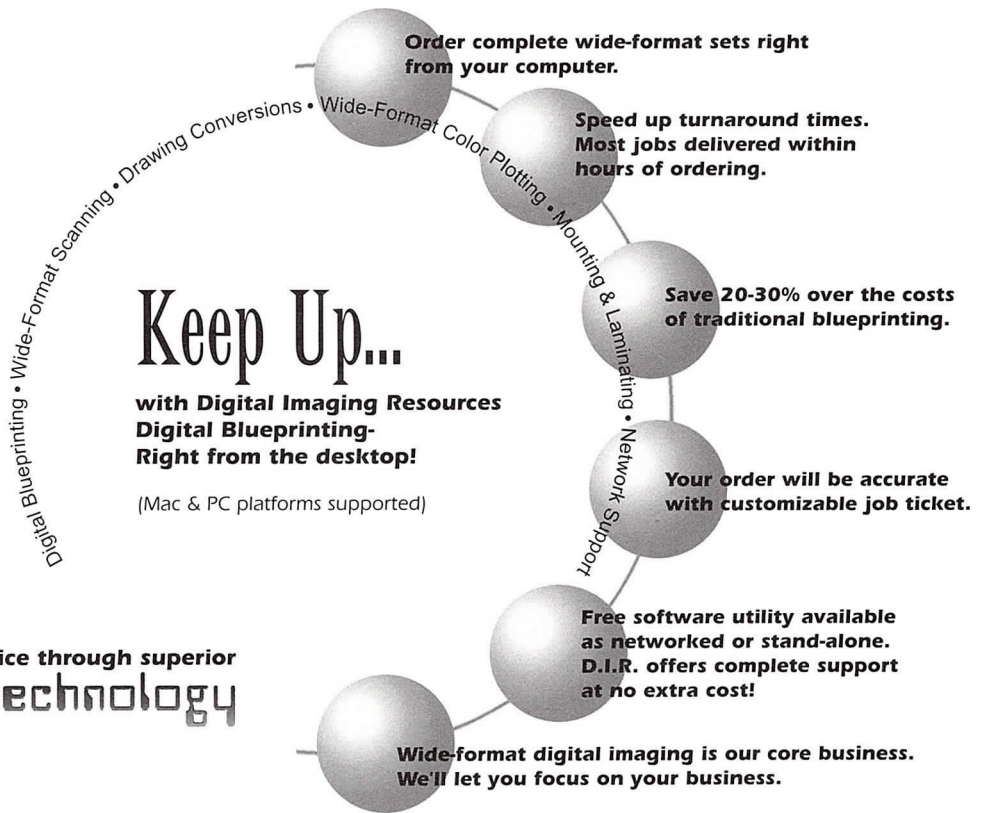 Order complete wide-format sets right
from your computer.
Speed up turnaround times.
Most jobs delivered within
hours of ordering.
Save 20-30% over the costs
of traditional blueprinting.
Your order will be accurate
with customizable job ticket.
Free software utility available
as networked or stand-alone.
D.I.R. offers complete support
at no extra cost!
Wide-format digital imaging is our core business.
We'll let you focus on your business.
Digital Blueprinting • Wide-Format Scanning • Drawing Conversions • Wide-Format Color Plotting • Mounting & Laminating • Network Support
Keep Up...
with Digital Imaging Resources
Digital Blueprinting-
Right from the desktop!
(Mac & PC platforms supported)
ice through superior
echnology